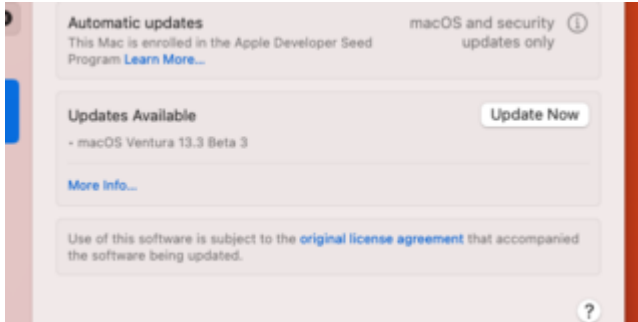 Automatic updates
macOS and security
updates only
This Mac is enrolled in the Apple Developer Seed
Program Learn More...
Updates Available
Update Now
- macOS Ventura 13.3 Beta 3
More Info...
Use of this software is subject to the original license agreement that accompanied
the software being updated.
?